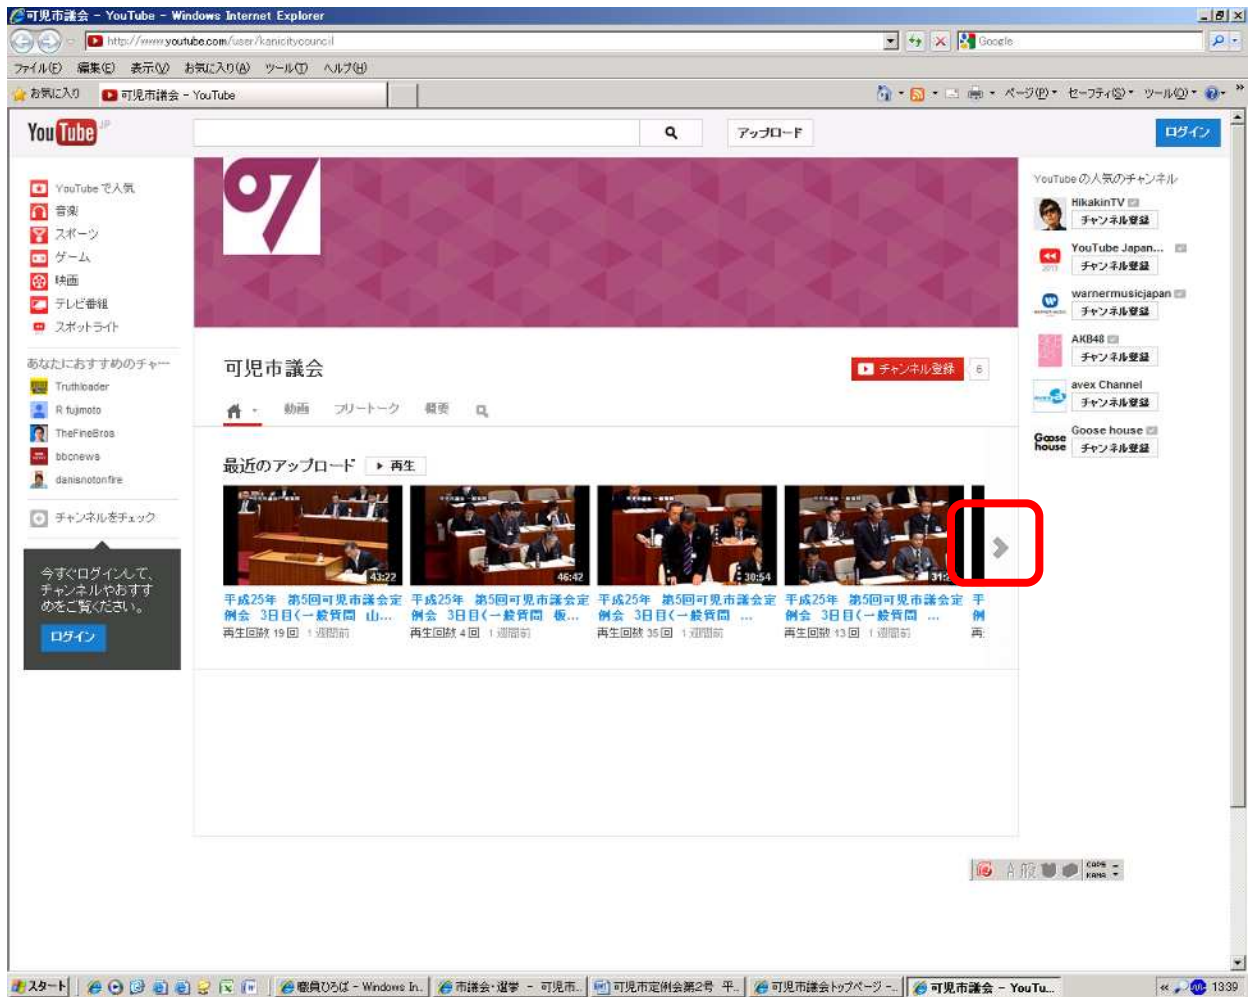 可児市議会 - YouTube - Windows Internet Explorer
http://www.youtube.com/user/kanicitycouncil
Google
ファイル(F) 編集(E) 表示(V) お気に入り(A) ツール(T) ヘルプ(H)
お気に入り
可児市議会 - YouTube
ページ(P) セーフティ(S) ツール(O)
YouTube JP
アップロード
ログイン
YouTube で人気
音楽
スポーツ
ゲーム
映画
テレビ番組
スポットライト
あなたにおすすめのチャー
Truthloader
R fujimoto
TheFineBros
bbcnews
danisnotonfire
チャンネルをチェック
今すぐログインして、
チャンネルやおすす
めをご覧ください。
ログイン
可児市議会
チャンネル登録 6
動画 フリートーク 概要
最近のアップロード 再生
43:22
46:42
30:54
平成25年 第5回可児市議会定
例会 3日目(一般質問 山...
再生回数 19 回 1 週間前
平成25年 第5回可児市議会定
例会 3日目(一般質問 板...
再生回数 4 回 1 週間前
平成25年 第5回可児市議会定
例会 3日目(一般質問 ...
再生回数 35 回 1 週間前
平成25年 第5回可児市議会定
例会 3日目(一般質問 ...
再生回数 13 回 1 週間前
平
例
再
YouTube の人気のチャンネル
HikakinTV
チャンネル登録
YouTube Japan...
2013
チャンネル登録
warnermusicjapan
チャンネル登録
AKB48
チャンネル登録
avex Channel
チャンネル登録
Goose house
Goose house
チャンネル登録
A 般
CAPS
KANA
スタート
職員ひろば - Windows In..
市議会・選挙 - 可児市..
可児市定例会第2号 平..
可児市議会トップページ -..
可児市議会 - YouTu...
13:39